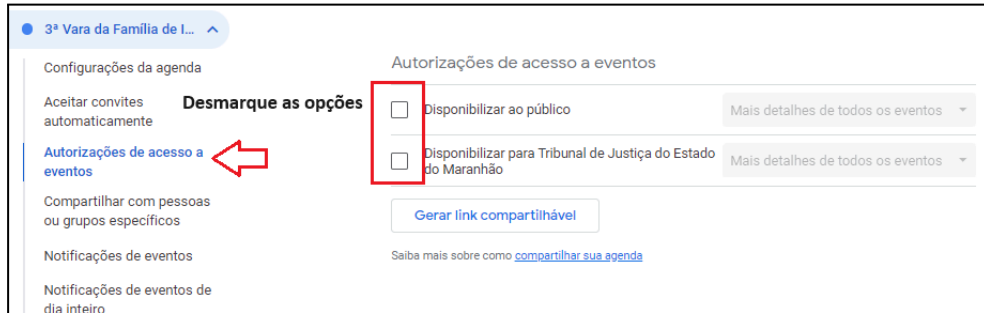 3ª Vara da Família de I...
Configurações da agenda
Aceitar convites
automaticamente
Autorizações de acesso a
eventos
Compartilhar com pessoas
ou grupos específicos
Notificações de eventos
Notificações de eventos de
dia inteiro
Desmarque as opções
Autorizações de acesso a eventos
Disponibilizar ao público
Mais detalhes de todos os eventos
Disponibilizar para Tribunal de Justiça do Estado
do Maranhão
Mais detalhes de todos os eventos
Gerar link compartilhável
Saiba mais sobre como compartilhar sua agenda